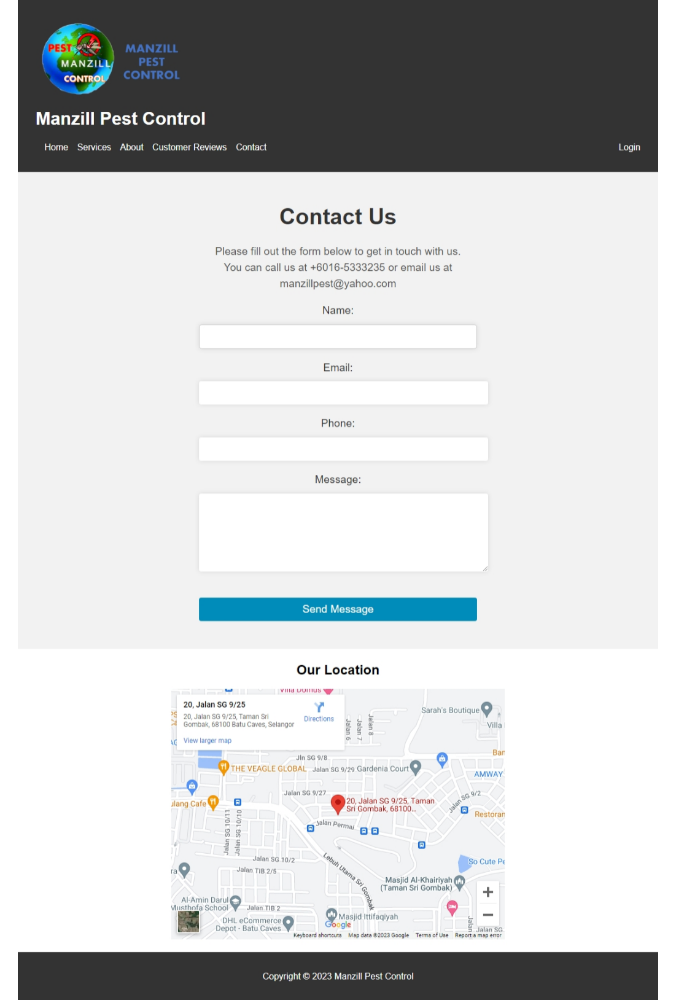 PEST
MANZILL
CONTROL
MANZILL
PEST
CONTROL
Manzill Pest Control
Home Services About Customer Reviews Contact Login
Contact Us
Please fill out the form below to get in touch with us.
You can call us at +6016-5333235 or email us at
manzillpest@yahoo.com
Name:
Email:
Phone:
Message:
Send Message
Our Location
Villa Domus
20, Jalan SG 9/25
20, Jalan SG 9/25, Taman Sri
Gombak, 68100 Batu Caves, Selangor
Directions
View larger map
Jalan 6
Jalan 7
Jalan 8
Sarah's Boutique
Villa
Jln SG 9/8
Ban
THE VEAGLE GLOBAL
Jalan SG 9/29
Gardenia Court
AMWAY
Jalan SG 9/27
ulang Cafe
20, Jalan SG 9/25, Taman
Sri Gombak, 68100...
Jalan SG 9/2
Restoran
Jalan SG 10/11
Jalan SG 10/10
Jalan Permai
Jalan SG 10/2
Lebuh Utama Sri Gombak
So Cute Pe
ra
Jalan TIB 2/5
Masjid Al-Khairiyah
(Taman Sri Gombak)
Al-Amin Darul
Musthofa School
Jalan TIB 2
Masjid Ittifaqiyah
DHL eCommerce
Depot - Batu Caves
Google
Jalan
Jalan SG
Keyboard shortcuts Map data ©2023 Google Terms of Use Report a map error
Copyright © 2023 Manzill Pest Control